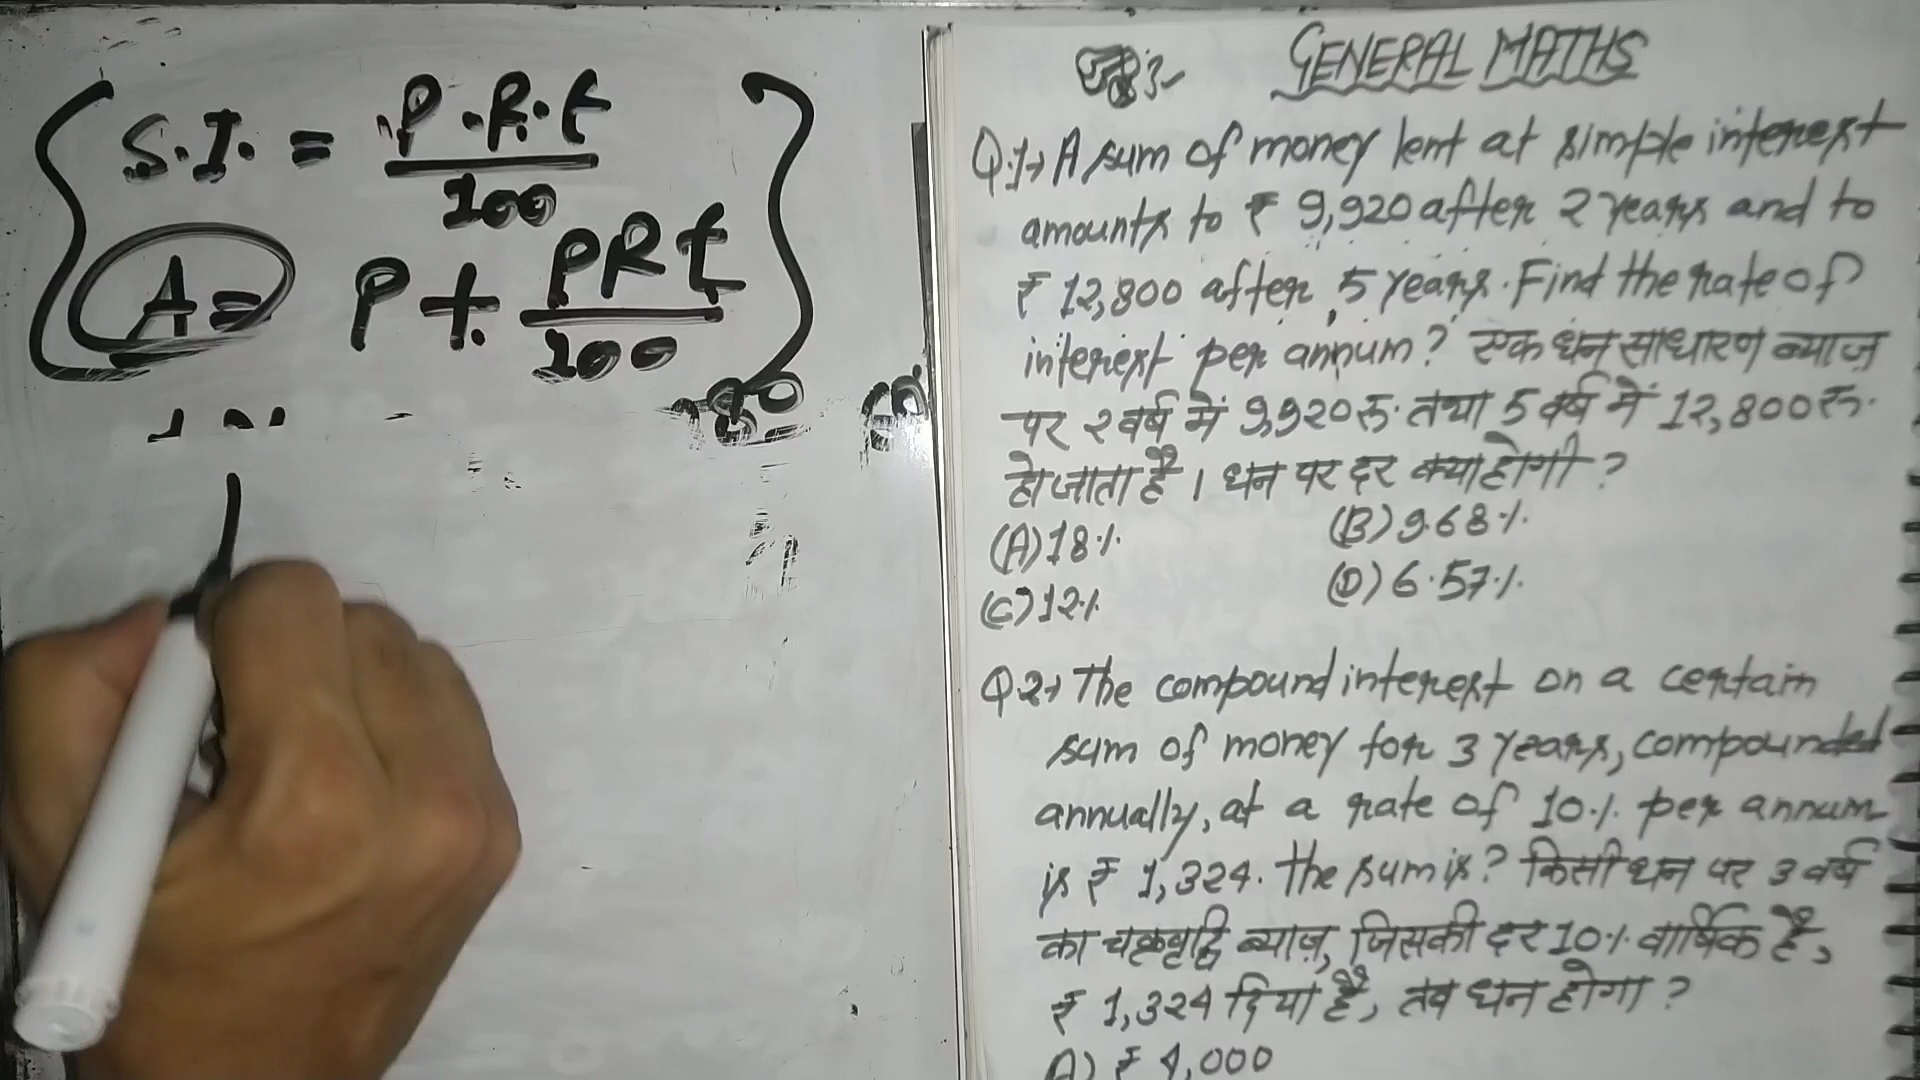 S.I. = P.R.t / 100
A = P + PRt / 100
GENERAL MATHS
Q.1→ A sum of money lent at simple interest
amounts to ₹ 9,920 after 2 years and to
₹ 12,800 after 5 years. Find the rate of
interest per annum? एक धन साधारण ब्याज़
पर २ वर्ष में 9,920 रु. तथा 5 वर्ष में 12,800 रु.
हो जाता है । धन पर दर क्या होगी ?
(A) 18%
(B) 9.68%
(C) 12%
(D) 6.57%
Q.2→ The compound interest on a certain
sum of money for 3 years, compounded
annually, at a rate of 10% per annum
is ₹ 1,324. The sum is? किसी धन पर 3 वर्ष
का चक्रवृद्धि ब्याज़, जिसकी दर 10% वार्षिक है,
₹ 1,324 दिया है, तब धन होगा ?
A) ₹ 4,000